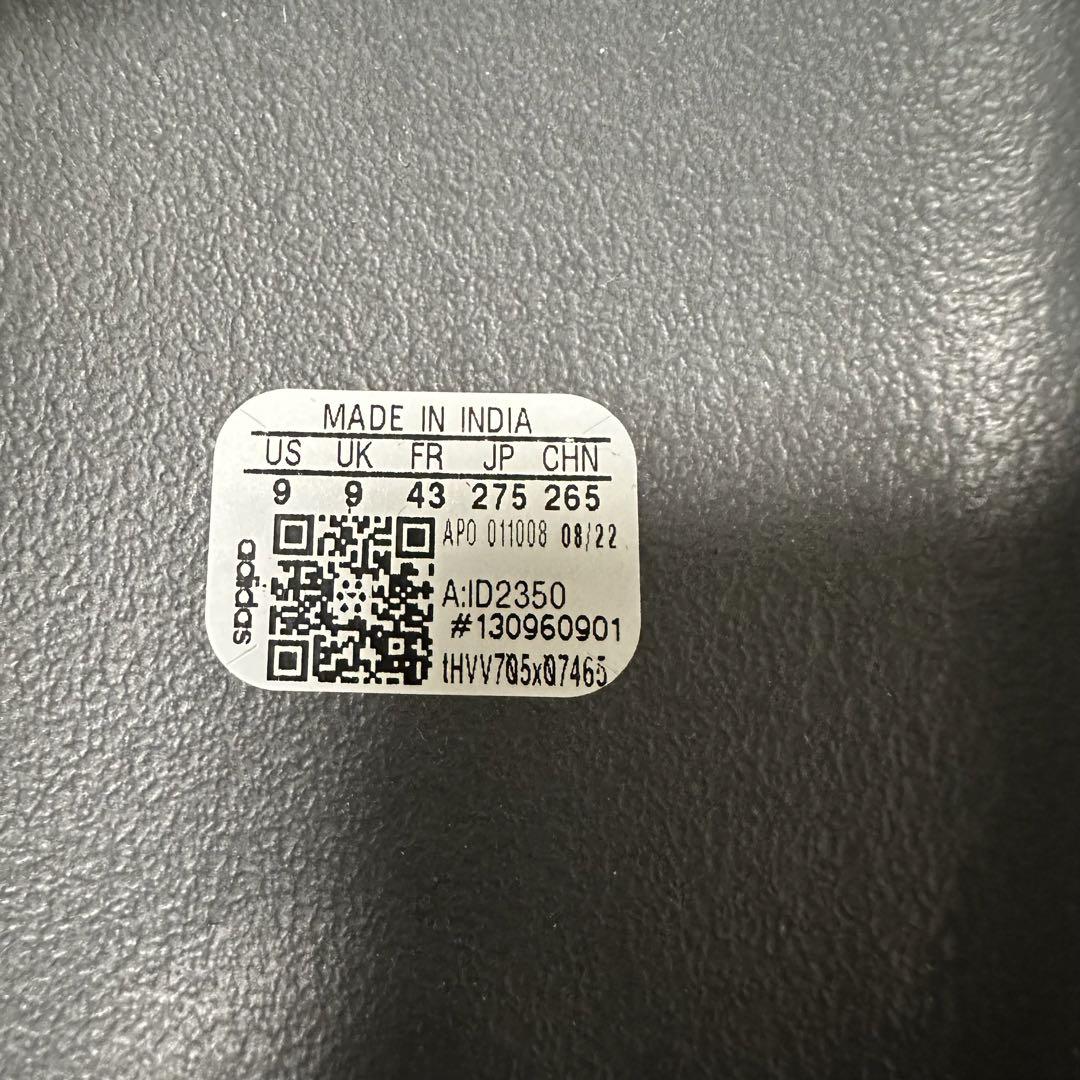 MADE IN INDIA
US UK FR JP CHN
9 9 43 275 265
APO 011008 08/22
A:ID2350
#130960901
tHVV705x07465
adidas